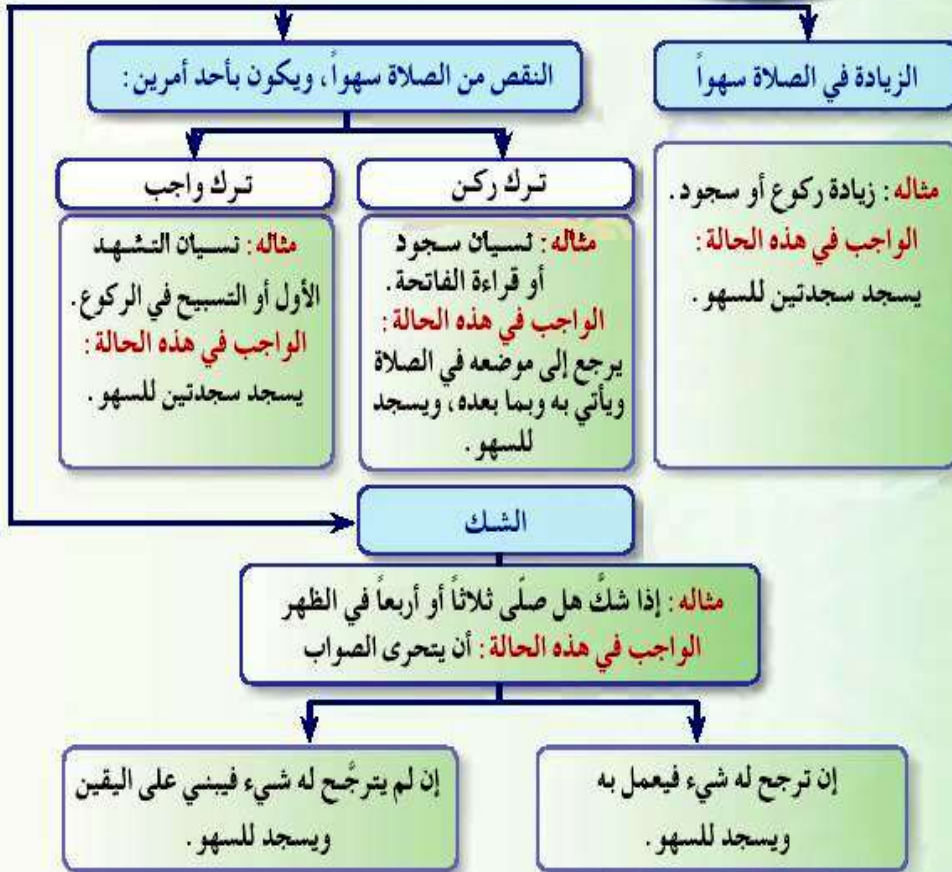 الزيادة في الصلاة سهواً
مثاله: زيادة ركوع أو سجود.
الواجب في هذه الحالة:
يسجد سجدتين للسهو.
النقص من الصلاة سهواً، ويكون بأحد أمرين:
ترك ركن
مثاله: نسيان سجود
أو قراءة الفاتحة.
الواجب في هذه الحالة:
يرجع إلى موضعه في الصلاة
ويأتي به وبما بعده، ويسجد
للسهو.
ترك واجب
مثاله: نسيان التشهد
الأول أو التسبيح في الركوع.
الواجب في هذه الحالة:
يسجد سجدتين للسهو.
الشك
مثاله: إذا شكَّ هل صلّى ثلاثاً أو أربعاً في الظهر
الواجب في هذه الحالة: أن يتحرى الصواب
إن ترجح له شيء فيعمل به
ويسجد للسهو.
إن لم يترجَّح له شيء فيبني على اليقين
ويسجد للسهو.